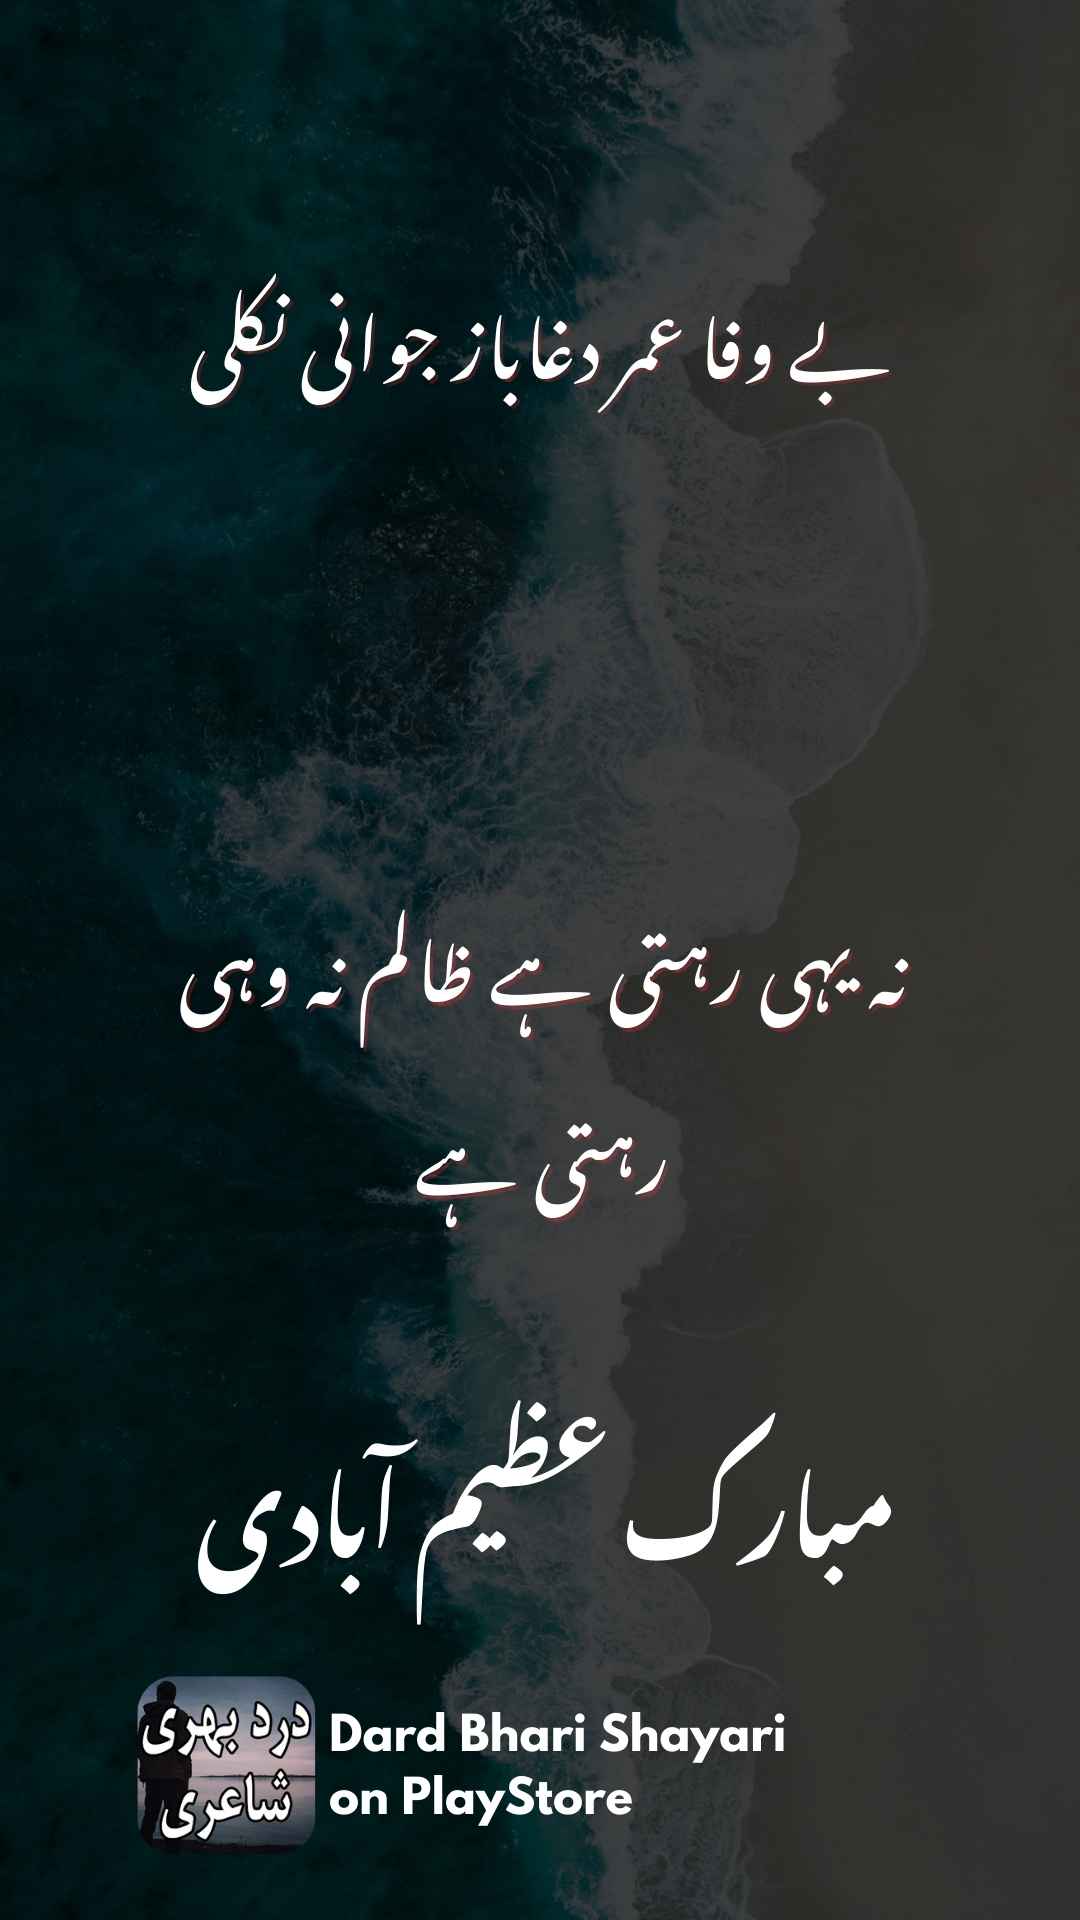 بے وفا عمر دغاباز جوانی نکلی
نہ یہی رہتی ہے ظالم نہ وہی
رہتی ہے
مبارک عظیم آبادی
درد بھری
شاعری
Dard Bhari Shayari
on PlayStore